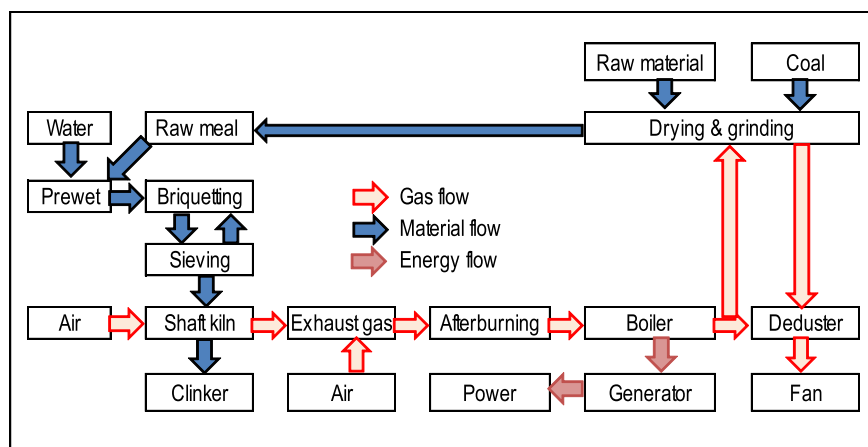 Raw material
Coal
Water
Raw meal
Drying & grinding
Prewet
Briquetting
Gas flow
Material flow
Sieving
Energy flow
Air
Shaft kiln
Exhaust gas
Afterburning
Boiler
Deduster
Clinker
Air
Power
Generator
Fan